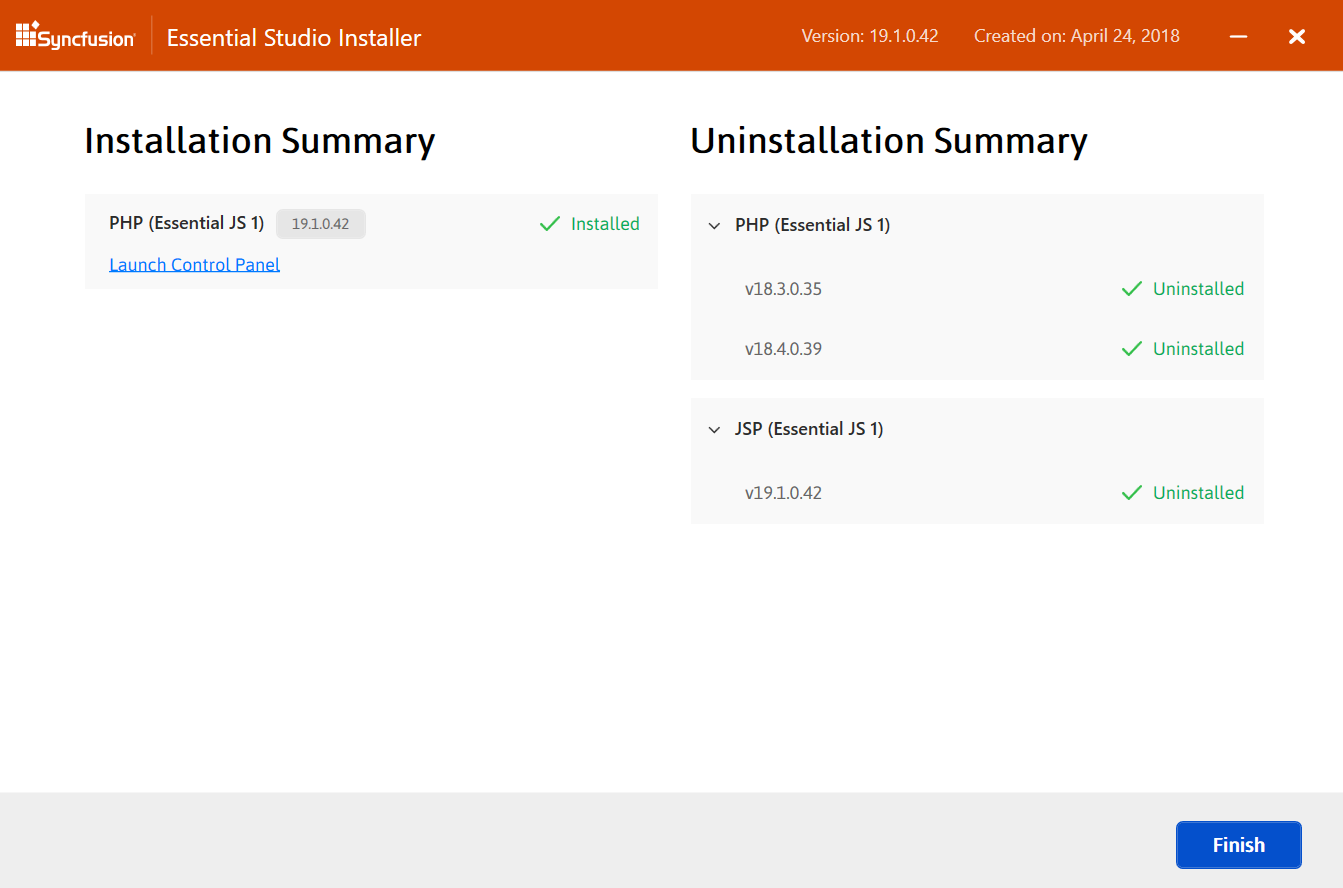 Syncfusion Essential Studio Installer Version: 19.1.0.42 Created on: April 24, 2018
Installation Summary
PHP (Essential JS 1) 19.1.0.42 Installed
Launch Control Panel
Uninstallation Summary
PHP (Essential JS 1)
v18.3.0.35 Uninstalled
v18.4.0.39 Uninstalled
JSP (Essential JS 1)
v19.1.0.42 Uninstalled
Finish